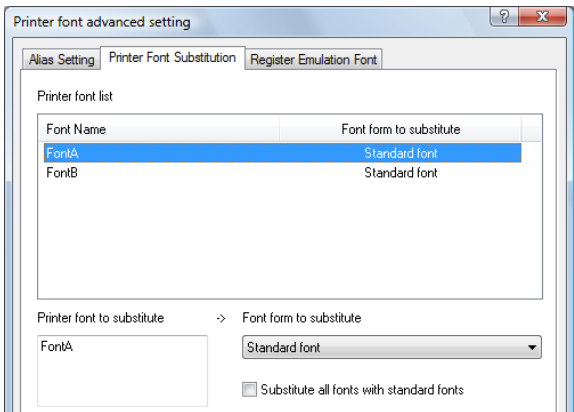 Printer font advanced setting
Alias Setting Printer Font Substitution Register Emulation Font
Printer font list
Font Name Font form to substitute
FontA Standard font
FontB Standard font
Printer font to substitute -> Font form to substitute
FontA Standard font
Substitute all fonts with standard fonts